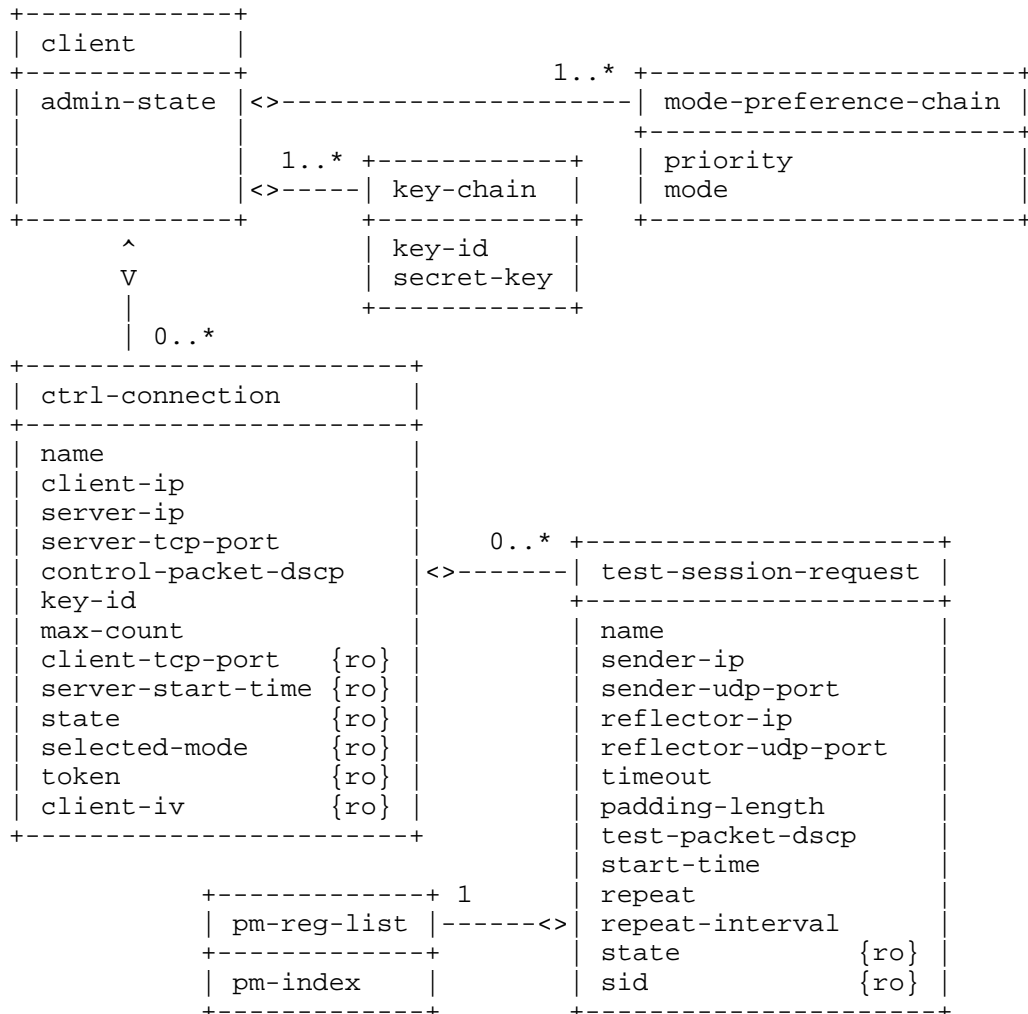 +-------------+
| client      |
+-------------+                   1..* +-----------------------+
| admin-state |<>----------------------| mode-preference-chain |
|             |                        +-----------------------+
|             |  1..* +------------+   | priority              |
|             |<>-----| key-chain  |   | mode                  |
+-------------+       +------------+   +-----------------------+
       ^              | key-id     |
       V              | secret-key |
       |              +------------+
       | 0..*
+------------------------+
| ctrl-connection        |
+------------------------+
| name                   |
| client-ip              |
| server-ip              |
| server-tcp-port        |    0..* +----------------------+
| control-packet-dscp    |<>-------| test-session-request |
| key-id                 |         +----------------------+
| max-count              |         | name                 |
| client-tcp-port   {ro} |         | sender-ip            |
| server-start-time {ro} |         | sender-udp-port      |
| state             {ro} |         | reflector-ip         |
| selected-mode     {ro} |         | reflector-udp-port   |
| token             {ro} |         | timeout              |
| client-iv         {ro} |         | padding-length       |
+------------------------+         | test-packet-dscp     |
                                   | start-time           |
            +-------------+ 1      | repeat               |
            | pm-reg-list |------<>| repeat-interval      |
            +-------------+        | state           {ro} |
            | pm-index    |        | sid             {ro} |
            +-------------+        +----------------------+